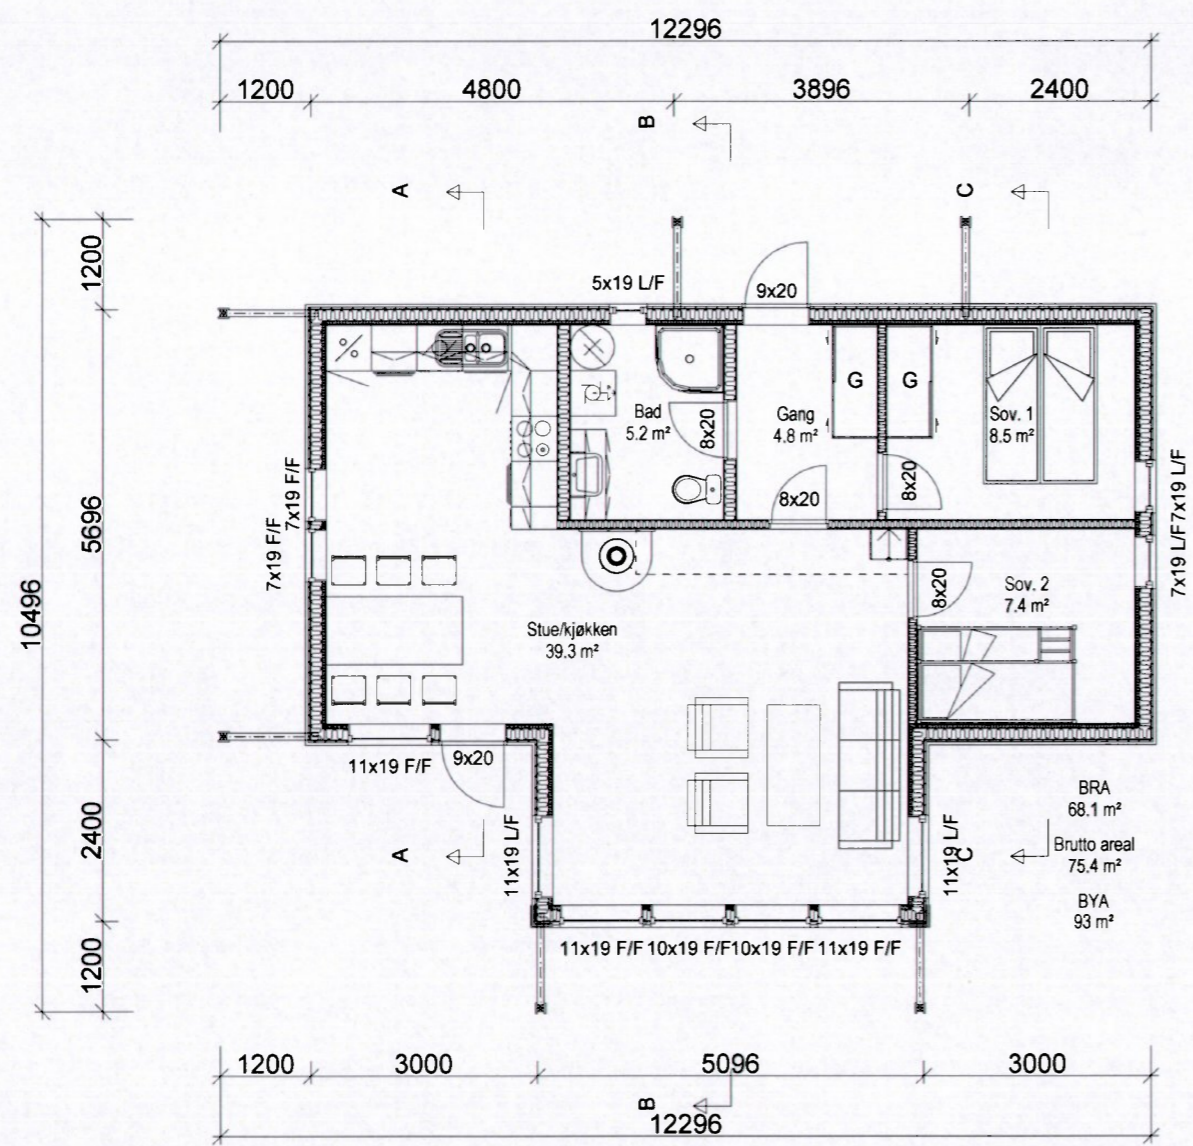 12296
1200
4800
3896
2400
B
A
C
1200
5x19 L/F
9x20
G
G
Bad
5.2 m²
8x20
Gang
4.8 m²
Sov. 1
8.5 m²
7x19 F/F
7x19 L/F
8x20
8x20
5696
7x19 F/F
7x19 L/F
10496
8x20
Sov. 2
7.4 m²
Stue/kjøkken
39.3 m²
11x19 F/F
9x20
BRA
68.1 m²
2400
A
11x19 L/F
11x19 L/F
C
Brutto areal
75.4 m²
BYA
93 m²
11x19 F/F
10x19 F/F
10x19 F/F
11x19 F/F
1200
1200
3000
5096
3000
B
12296